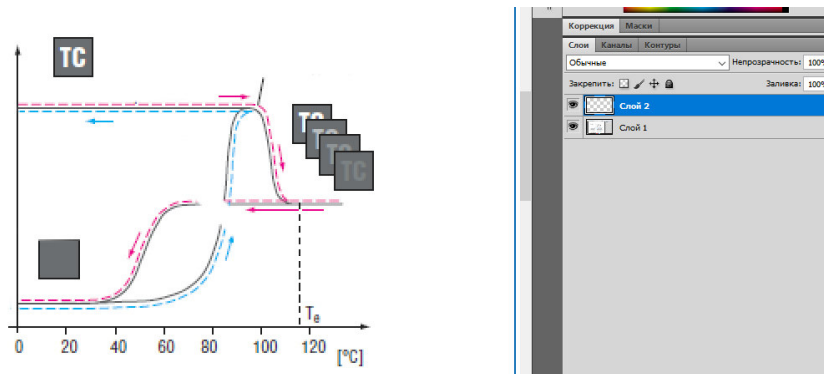 TC
TC
TC
TC
TC
Te
0 20 40 60 80 100 120 [°C]
Коррекция Маски
Слои Каналы Контуры
Обычные Непрозрачность: 100%
Закрепить: Заливка: 100%
Слой 2
Слой 1